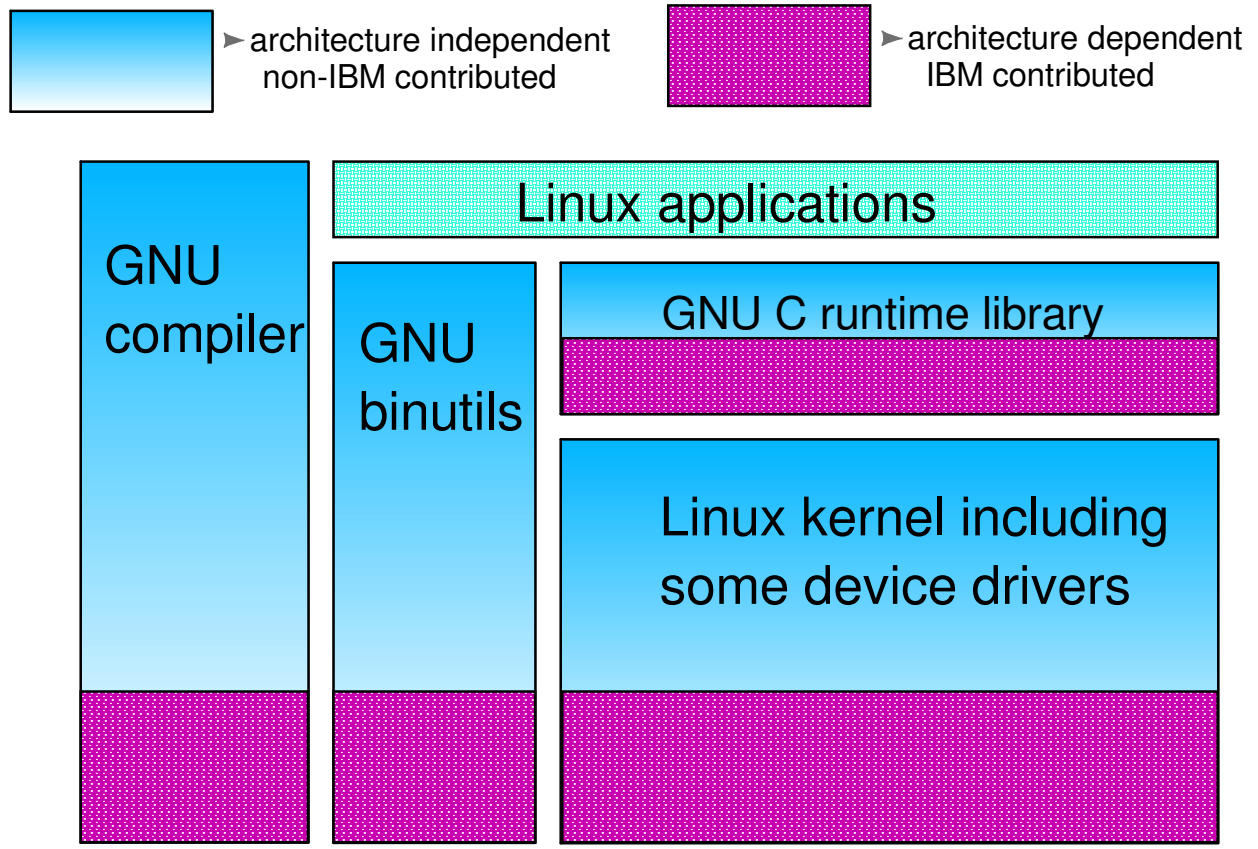 architecture independent
non-IBM contributed
architecture dependent
IBM contributed
Linux applications
GNU
compiler
GNU
binutils
GNU C runtime library
Linux kernel including
some device drivers